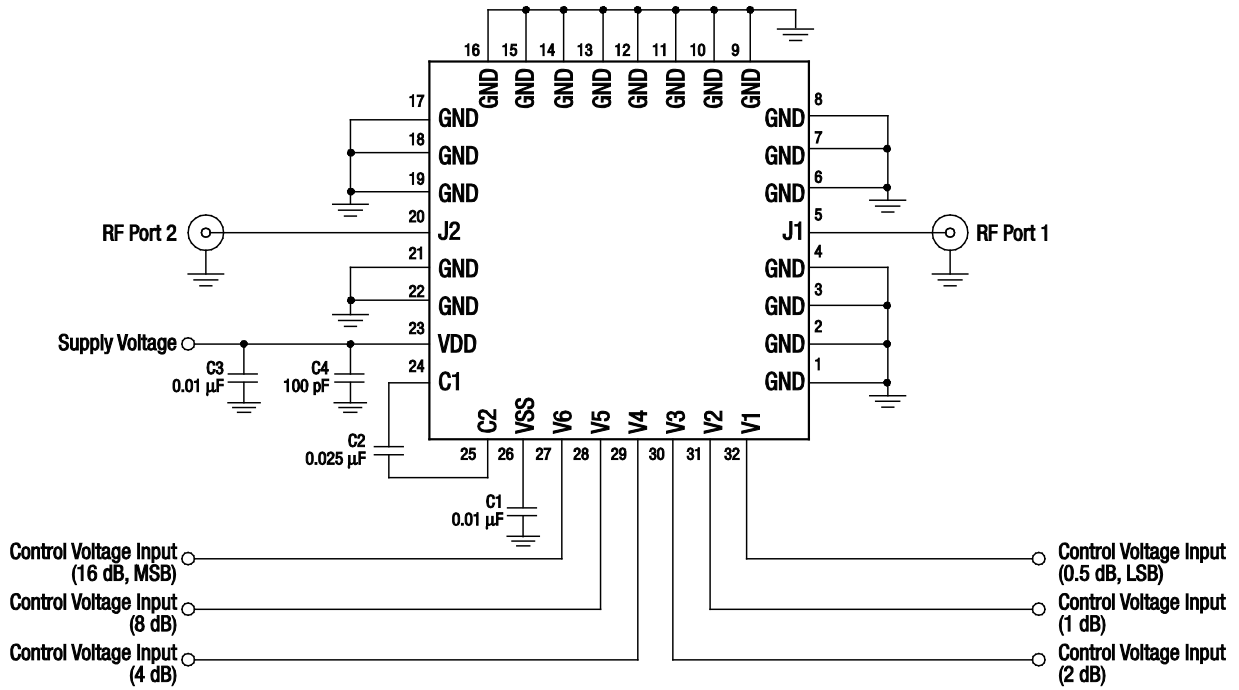 16 15 14 13 12 11 10 9
GND GND GND GND GND GND GND GND
17
GND
18
GND
19
GND
20
RF Port 2
J2
21
GND
22
GND
23
Supply Voltage
VDD
24
C1
8
GND
7
GND
6
GND
5
J1
RF Port 1
4
GND
3
GND
2
GND
1
GND
C3
0.01 µF
C4
100 pF
C2 VSS V6 V5 V4 V3 V2 V1
25 26 27 28 29 30 31 32
C2
0.025 µF
C1
0.01 µF
Control Voltage Input
(16 dB, MSB)
Control Voltage Input
(8 dB)
Control Voltage Input
(4 dB)
Control Voltage Input
(0.5 dB, LSB)
Control Voltage Input
(1 dB)
Control Voltage Input
(2 dB)